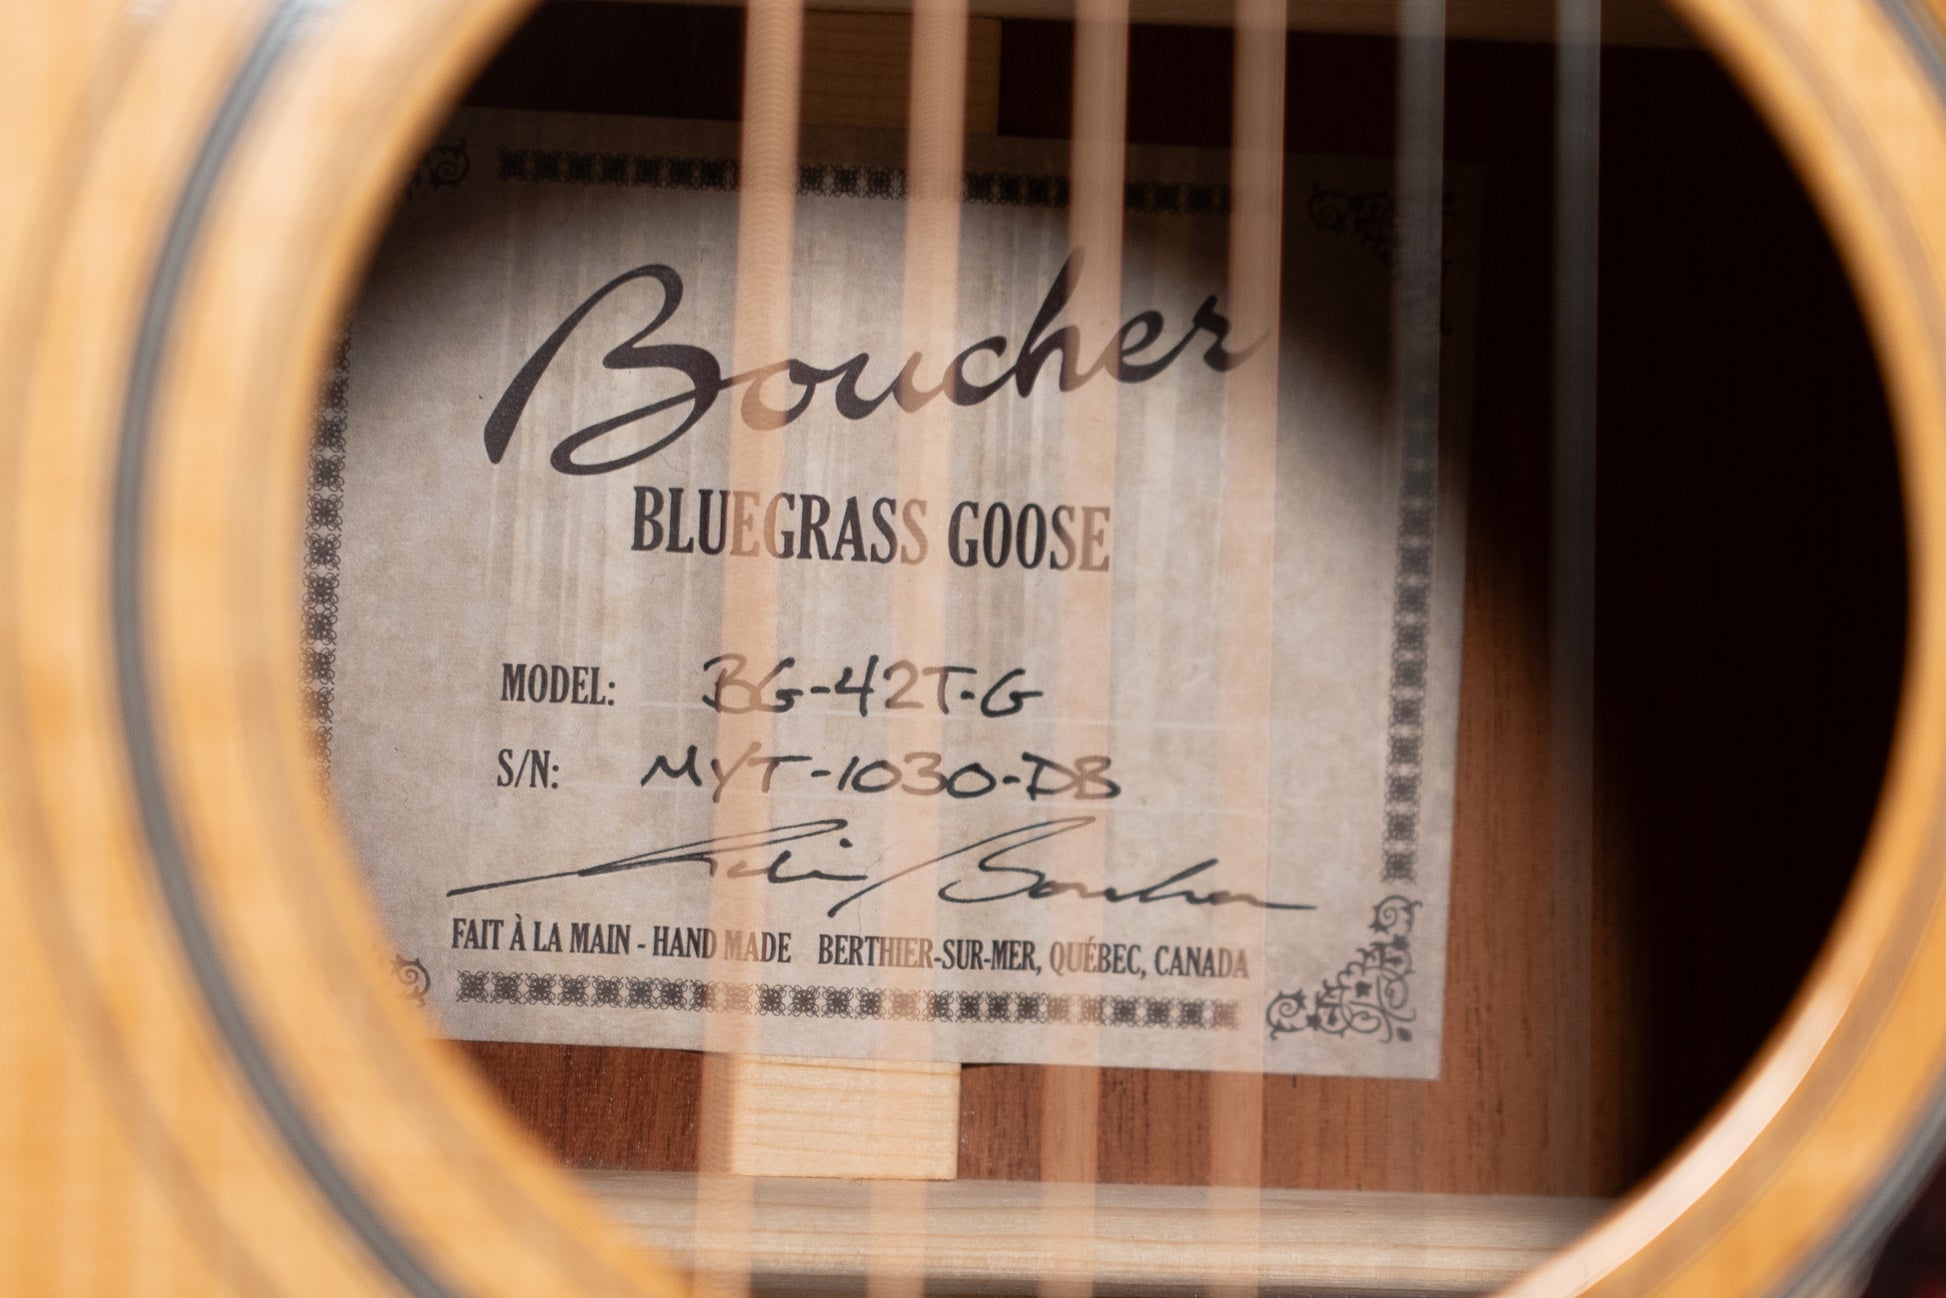 Boucher
BLUEGRASS GOOSE
MODEL: BG-42T-G
S/N: MYT-1030-DB
Boucher
FAIT À LA MAIN - HAND MADE BERTHIER-SUR-MER, QUÉBEC, CANADA